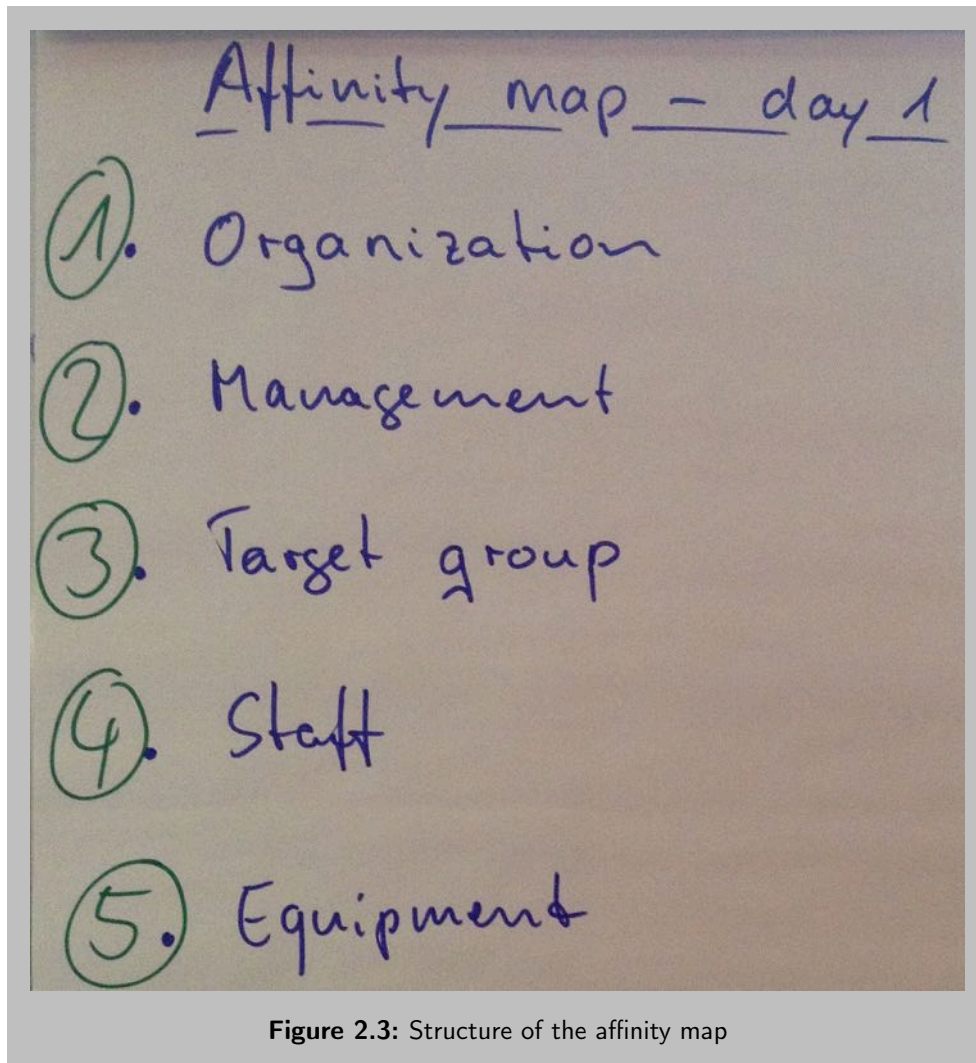 Affinity map - day 1
1. Organization
2. Management
3. Target group
4. Staff
5. Equipment
Figure 2.3: Structure of the affinity map